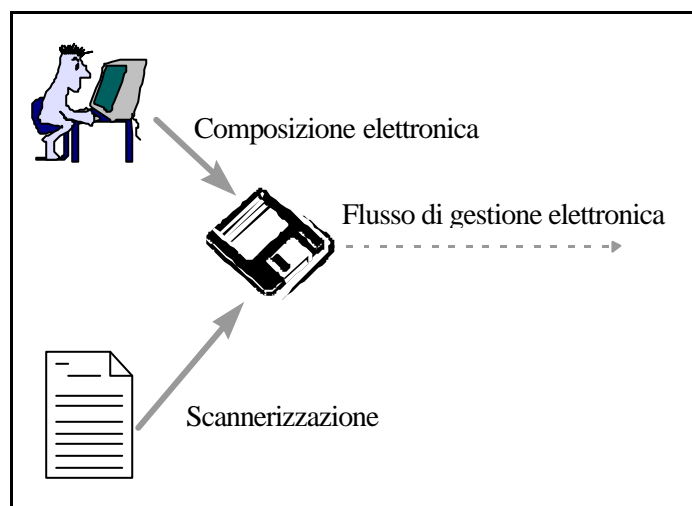 Composizione elettronica
Flusso di gestione elettronica
Scannerizzazione